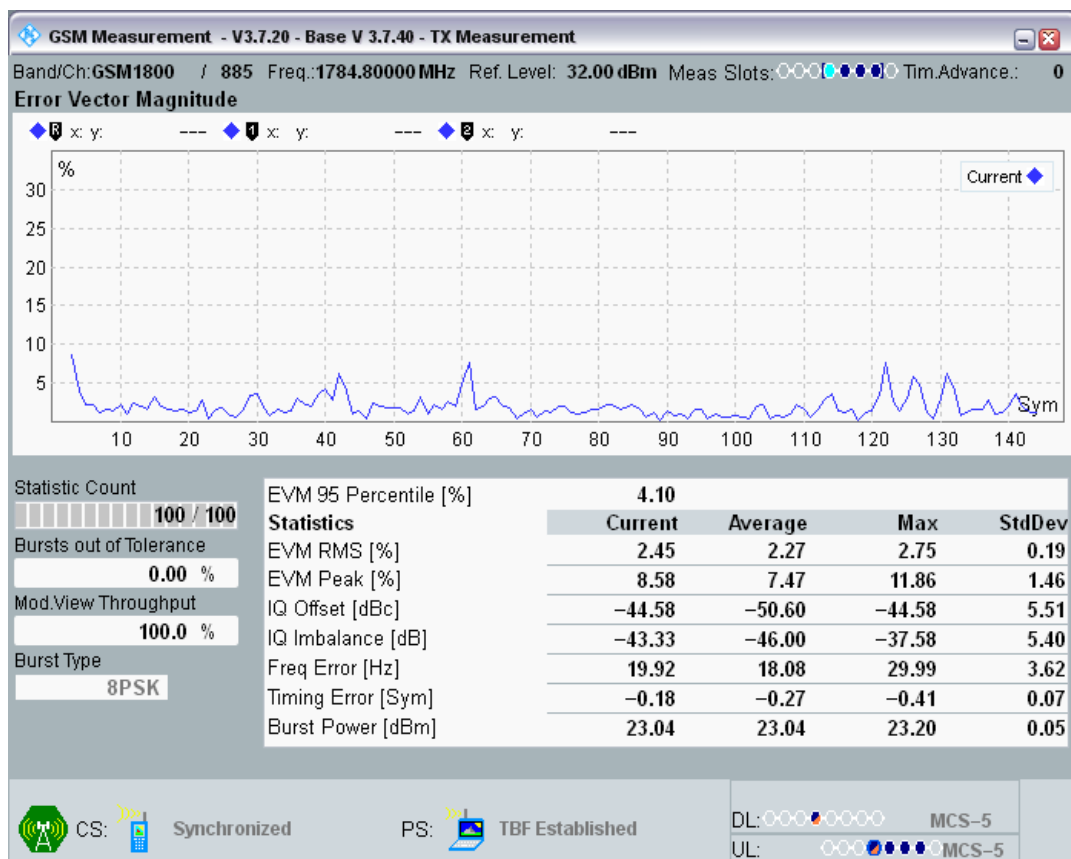 GSM Measurement - V3.7.20 - Base V 3.7.40 - TX Measurement
Band/Ch:GSM1800 / 885 Freq.:1784.80000 MHz Ref. Level: 32.00 dBm Meas Slots: Tim.Advance.: 0
Error Vector Magnitude
R x: y: --- 1 x: y: --- 2 x: y: ---
%
Current
30
25
20
15
10
5
Sym
10 20 30 40 50 60 70 80 90 100 110 120 130 140
Statistic Count
100 / 100
Bursts out of Tolerance
0.00 %
Mod.View Throughput
100.0 %
Burst Type
8PSK
EVM 95 Percentile [%] 4.10
Statistics Current Average Max StdDev
EVM RMS [%] 2.45 2.27 2.75 0.19
EVM Peak [%] 8.58 7.47 11.86 1.46
IQ Offset [dBc] −44.58 −50.60 −44.58 5.51
IQ Imbalance [dB] −43.33 −46.00 −37.58 5.40
Freq Error [Hz] 19.92 18.08 29.99 3.62
Timing Error [Sym] −0.18 −0.27 −0.41 0.07
Burst Power [dBm] 23.04 23.04 23.20 0.05
CS: Synchronized PS: TBF Established
DL: MCS−5
UL: MCS−5